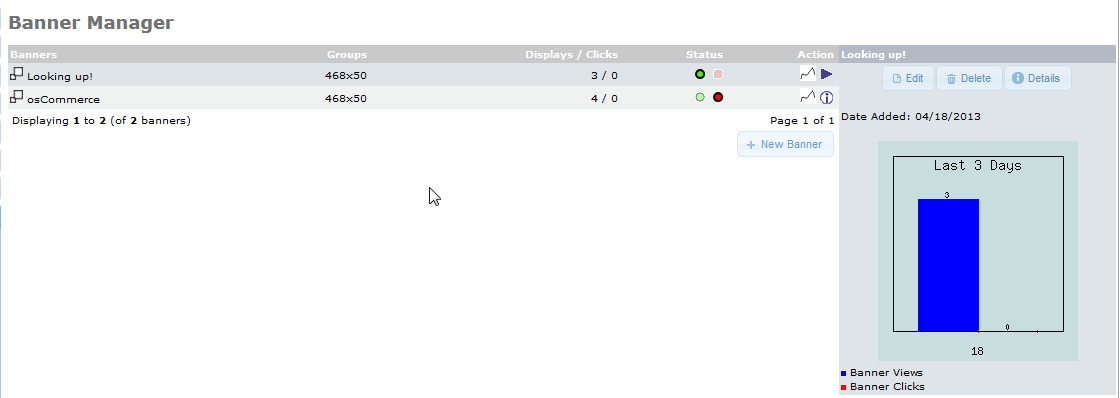 Banner Manager
Banners Groups Displays / Clicks Status Action
Looking up! 468x50 3 / 0
osCommerce 468x50 4 / 0
Displaying 1 to 2 (of 2 banners) Page 1 of 1
+ New Banner
Looking up!
Edit Delete Details
Date Added: 04/18/2013
Last 3 Days
3
0
18
Banner Views
Banner Clicks